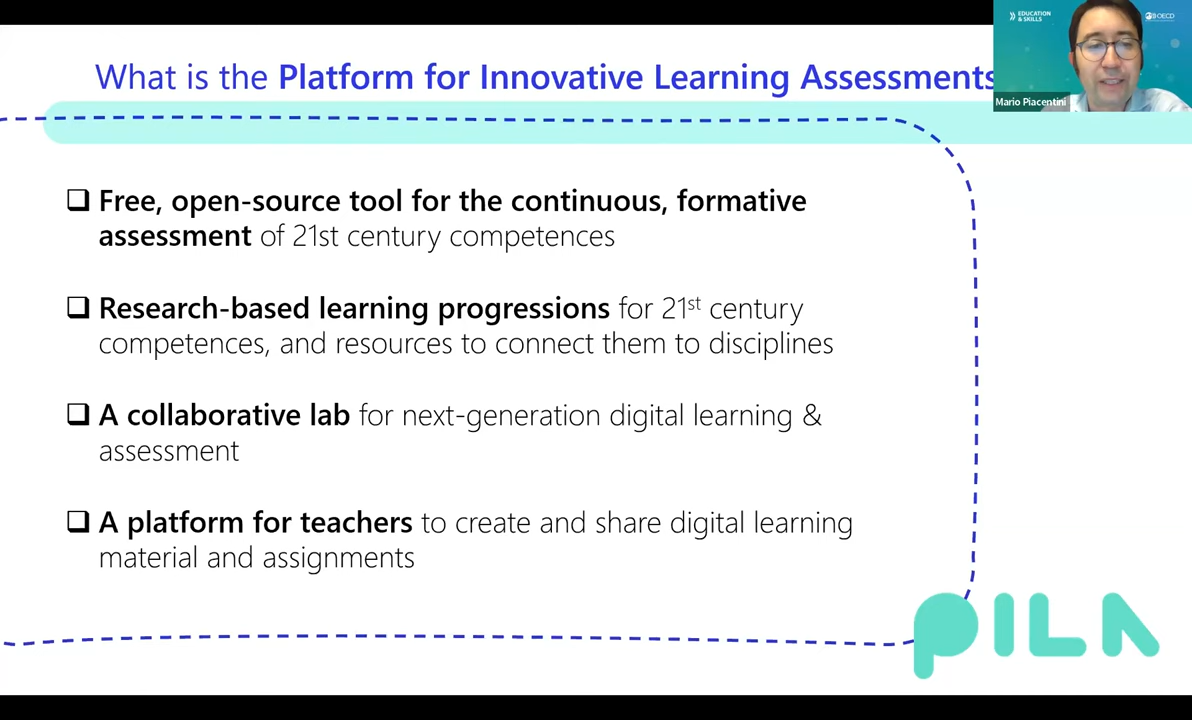 What is the Platform for Innovative Learning Assessments
EDUCATION
& SKILLS
OECD
Mario Piacentini
❑ Free, open-source tool for the continuous, formative
assessment of 21st century competences
❑ Research-based learning progressions for 21st century
competences, and resources to connect them to disciplines
❑ A collaborative lab for next-generation digital learning &
assessment
❑ A platform for teachers to create and share digital learning
material and assignments
PILA